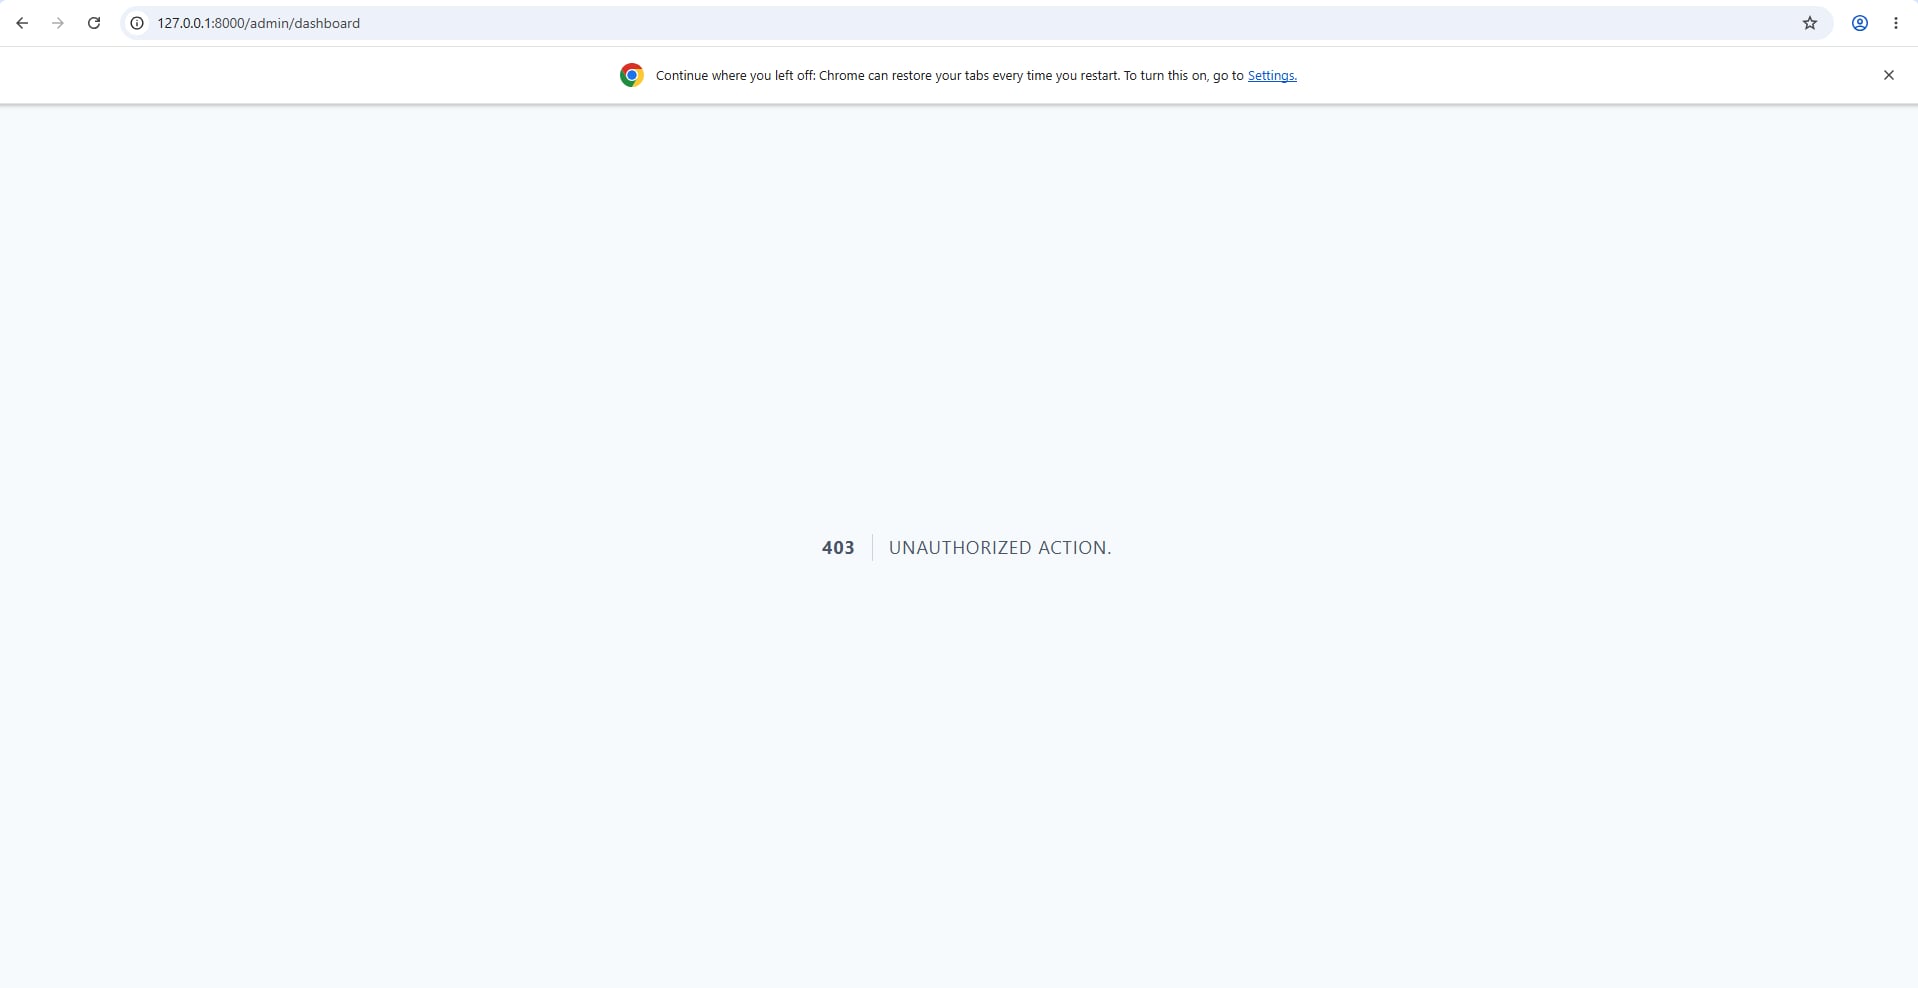 127.0.0.1:8000/admin/dashboard
Continue where you left off: Chrome can restore your tabs every time you restart. To turn this on, go to Settings.
403 UNAUTHORIZED ACTION.